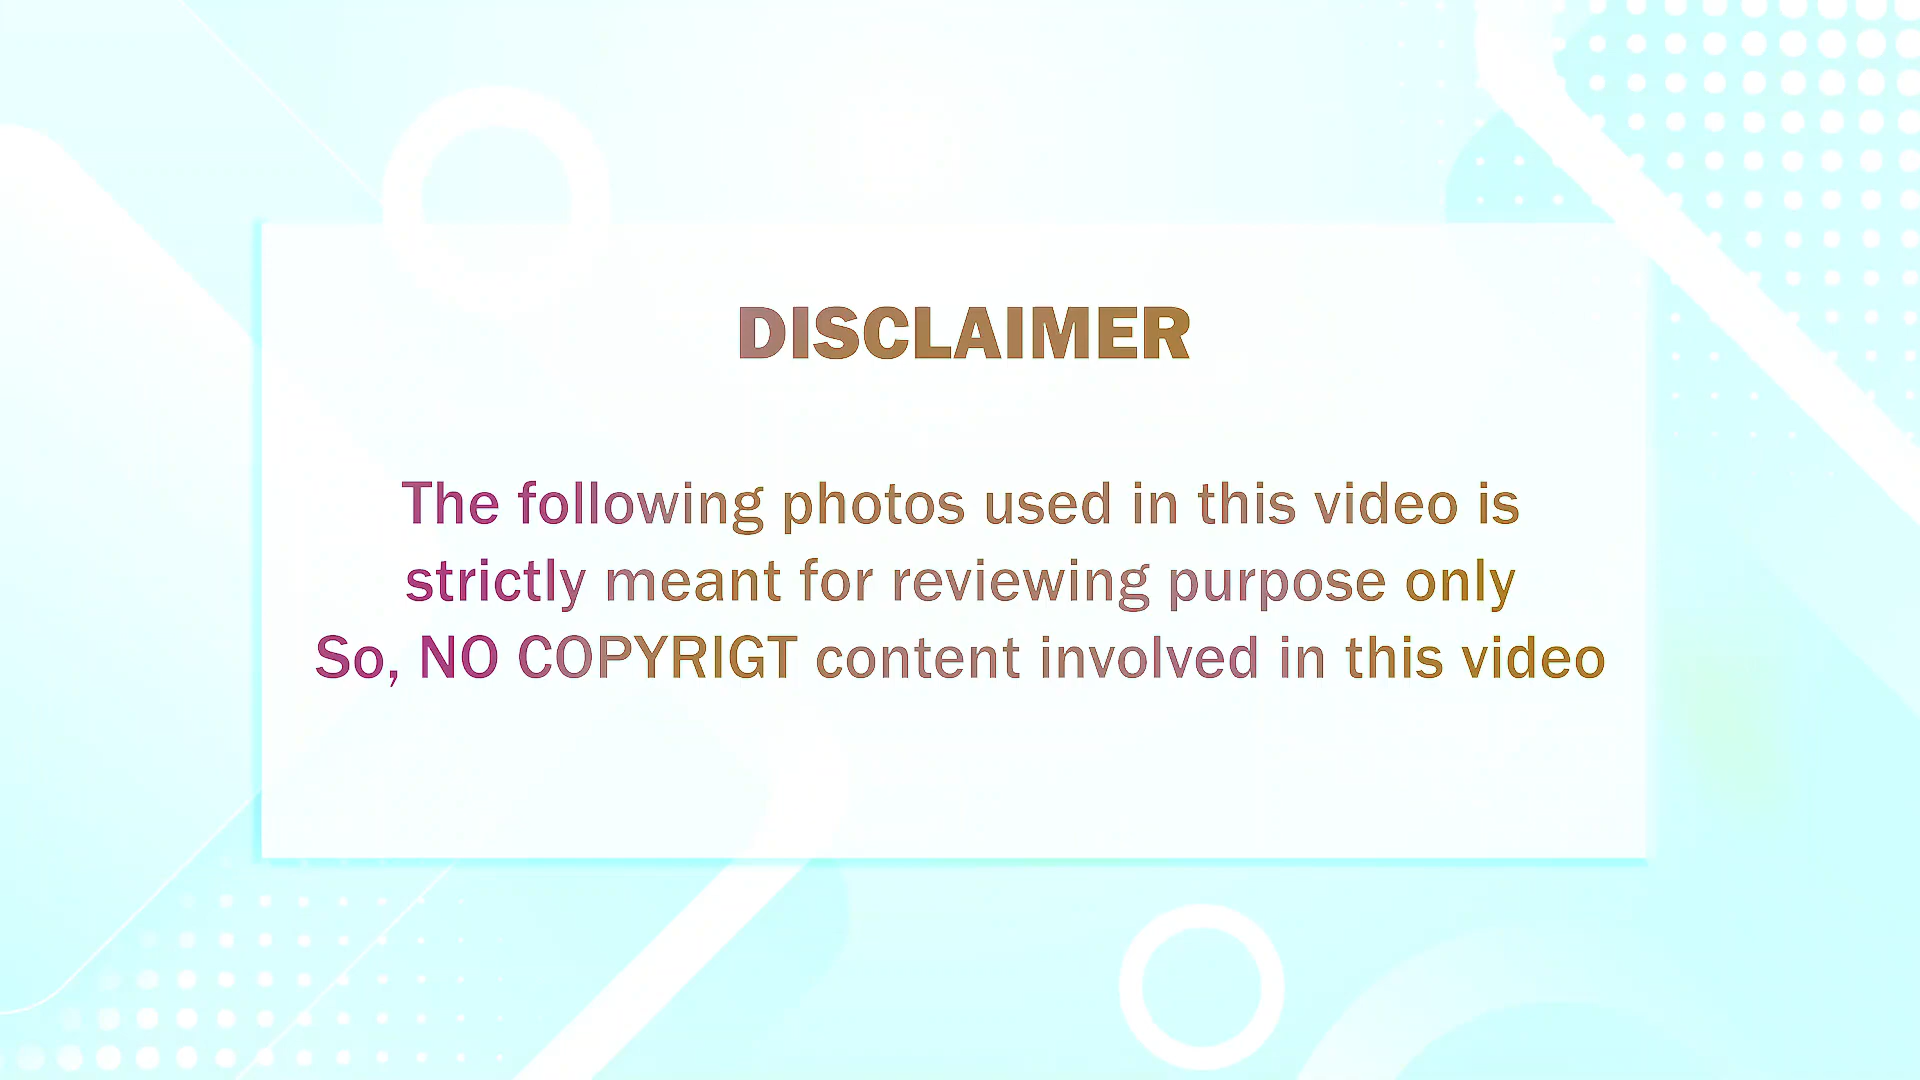 DISCLAIMER
The following photos used in this video is
strictly meant for reviewing purpose only
So, NO COPYRIGT content involved in this video